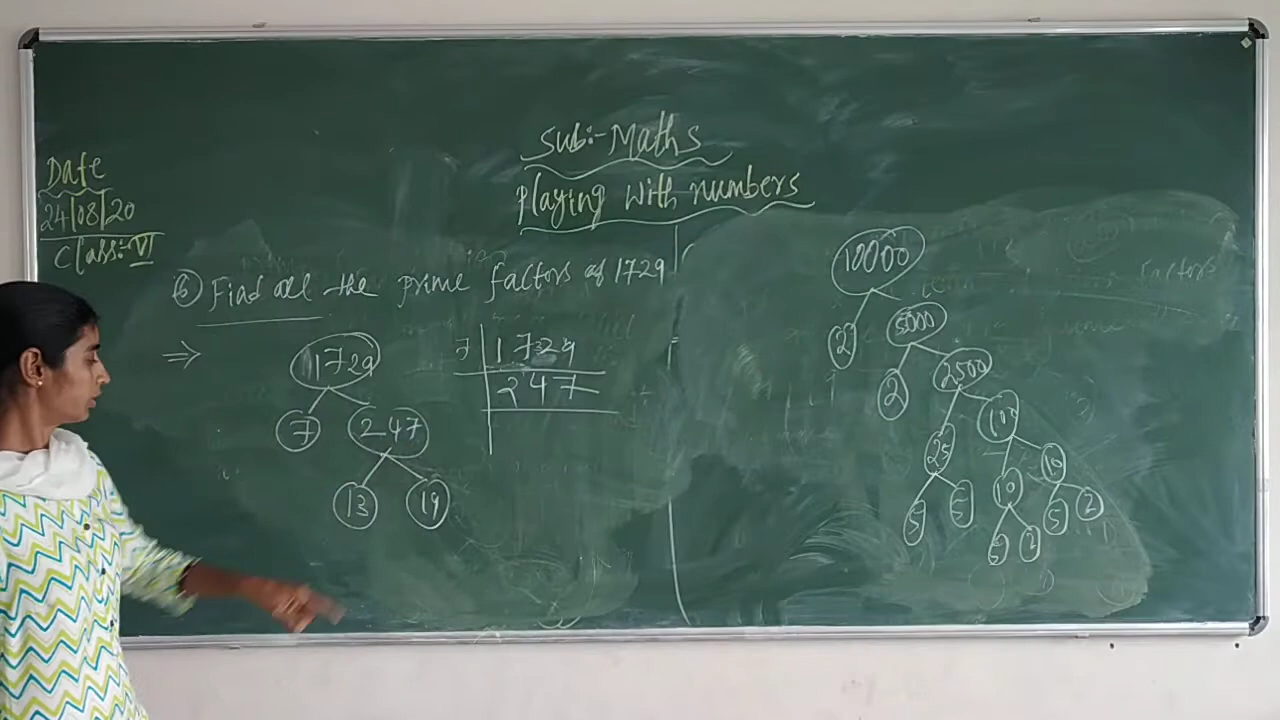 Sub:- Maths
Playing with numbers
Date
24/08/20
Class:- VI
6) Find all the prime factors of 1729
⇒
1729
7 247
13 19
7 1729
247
10000
2 5000
2 2500
25 100
5 5 10 10
5 2 5 2
factors